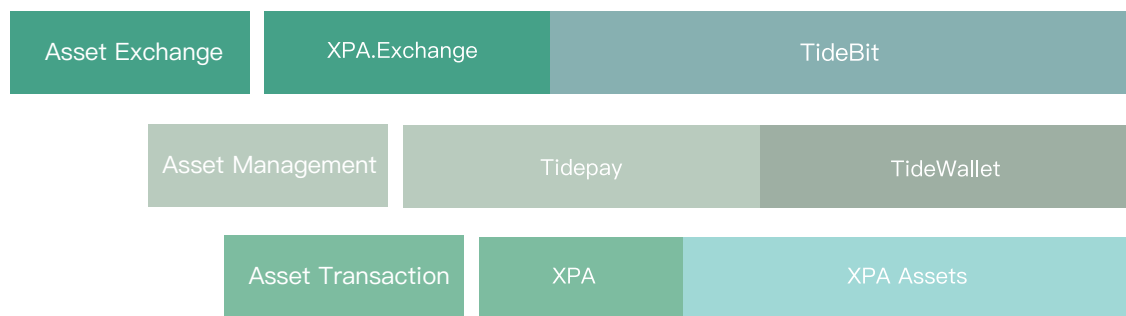 Asset Exchange
XPA.Exchange
TideBit
Asset Management
Tidepay
TideWallet
Asset Transaction
XPA
XPA Assets